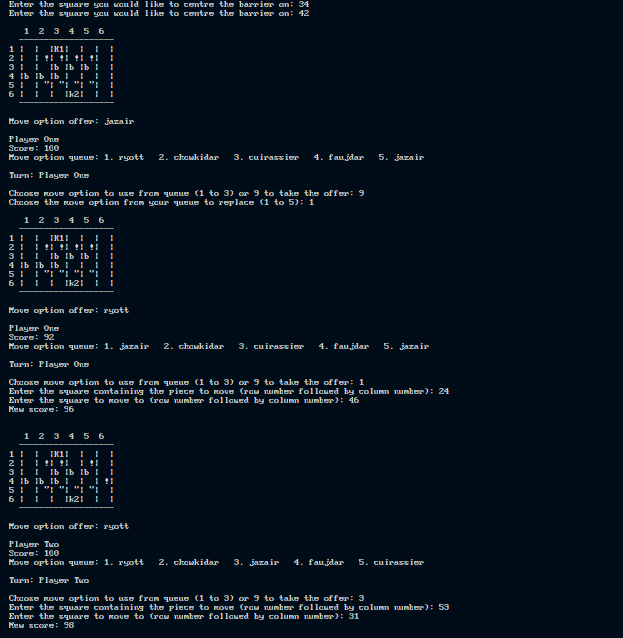 Enter the square you would like to centre the barrier on: 34
Enter the square you would like to centre the barrier on: 42
1 2 3 4 5 6
-------------------
1 | | |K1| | | |
2 | | !| !| !| !| |
3 | | |b |b |b | |
4 |b |b |b | | | |
5 | | "| "| "| "| |
6 | | | |k2| | |
-------------------
Move option offer: jazair
Player One
Score: 100
Move option queue: 1. ryott 2. chowkidar 3. cuirassier 4. faujdar 5. jazair
Turn: Player One
Choose move option to use from queue (1 to 3) or 9 to take the offer: 9
Choose the move option from your queue to replace (1 to 5): 1
1 2 3 4 5 6
-------------------
1 | | |K1| | | |
2 | | !| !| !| !| |
3 | | |b |b |b | |
4 |b |b |b | | | |
5 | | "| "| "| "| |
6 | | | |k2| | |
-------------------
Move option offer: ryott
Player One
Score: 92
Move option queue: 1. jazair 2. chowkidar 3. cuirassier 4. faujdar 5. jazair
Turn: Player One
Choose move option to use from queue (1 to 3) or 9 to take the offer: 1
Enter the square containing the piece to move (row number followed by column number): 24
Enter the square to move to (row number followed by column number): 46
New score: 96
1 2 3 4 5 6
-------------------
1 | | |K1| | | |
2 | | !| !| | !| |
3 | | |b |b |b | |
4 |b |b |b | | | !|
5 | | "| "| "| "| |
6 | | | |k2| | |
-------------------
Move option offer: ryott
Player Two
Score: 100
Move option queue: 1. ryott 2. chowkidar 3. jazair 4. faujdar 5. cuirassier
Turn: Player Two
Choose move option to use from queue (1 to 3) or 9 to take the offer: 3
Enter the square containing the piece to move (row number followed by column number): 53
Enter the square to move to (row number followed by column number): 31
New score: 98